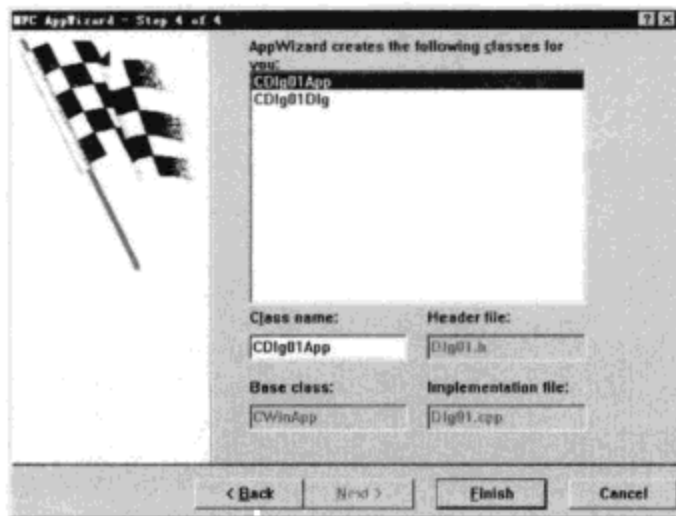 MFC AppWizard - Step 4 of 4
AppWizard creates the following classes for
you:
CDlg01App
CDlg01Dlg
Class name:
Header file:
CDlg01App
Dlg01.h
Base class:
Implementation file:
CWinApp
Dlg01.cpp
< Back
Next >
Finish
Cancel